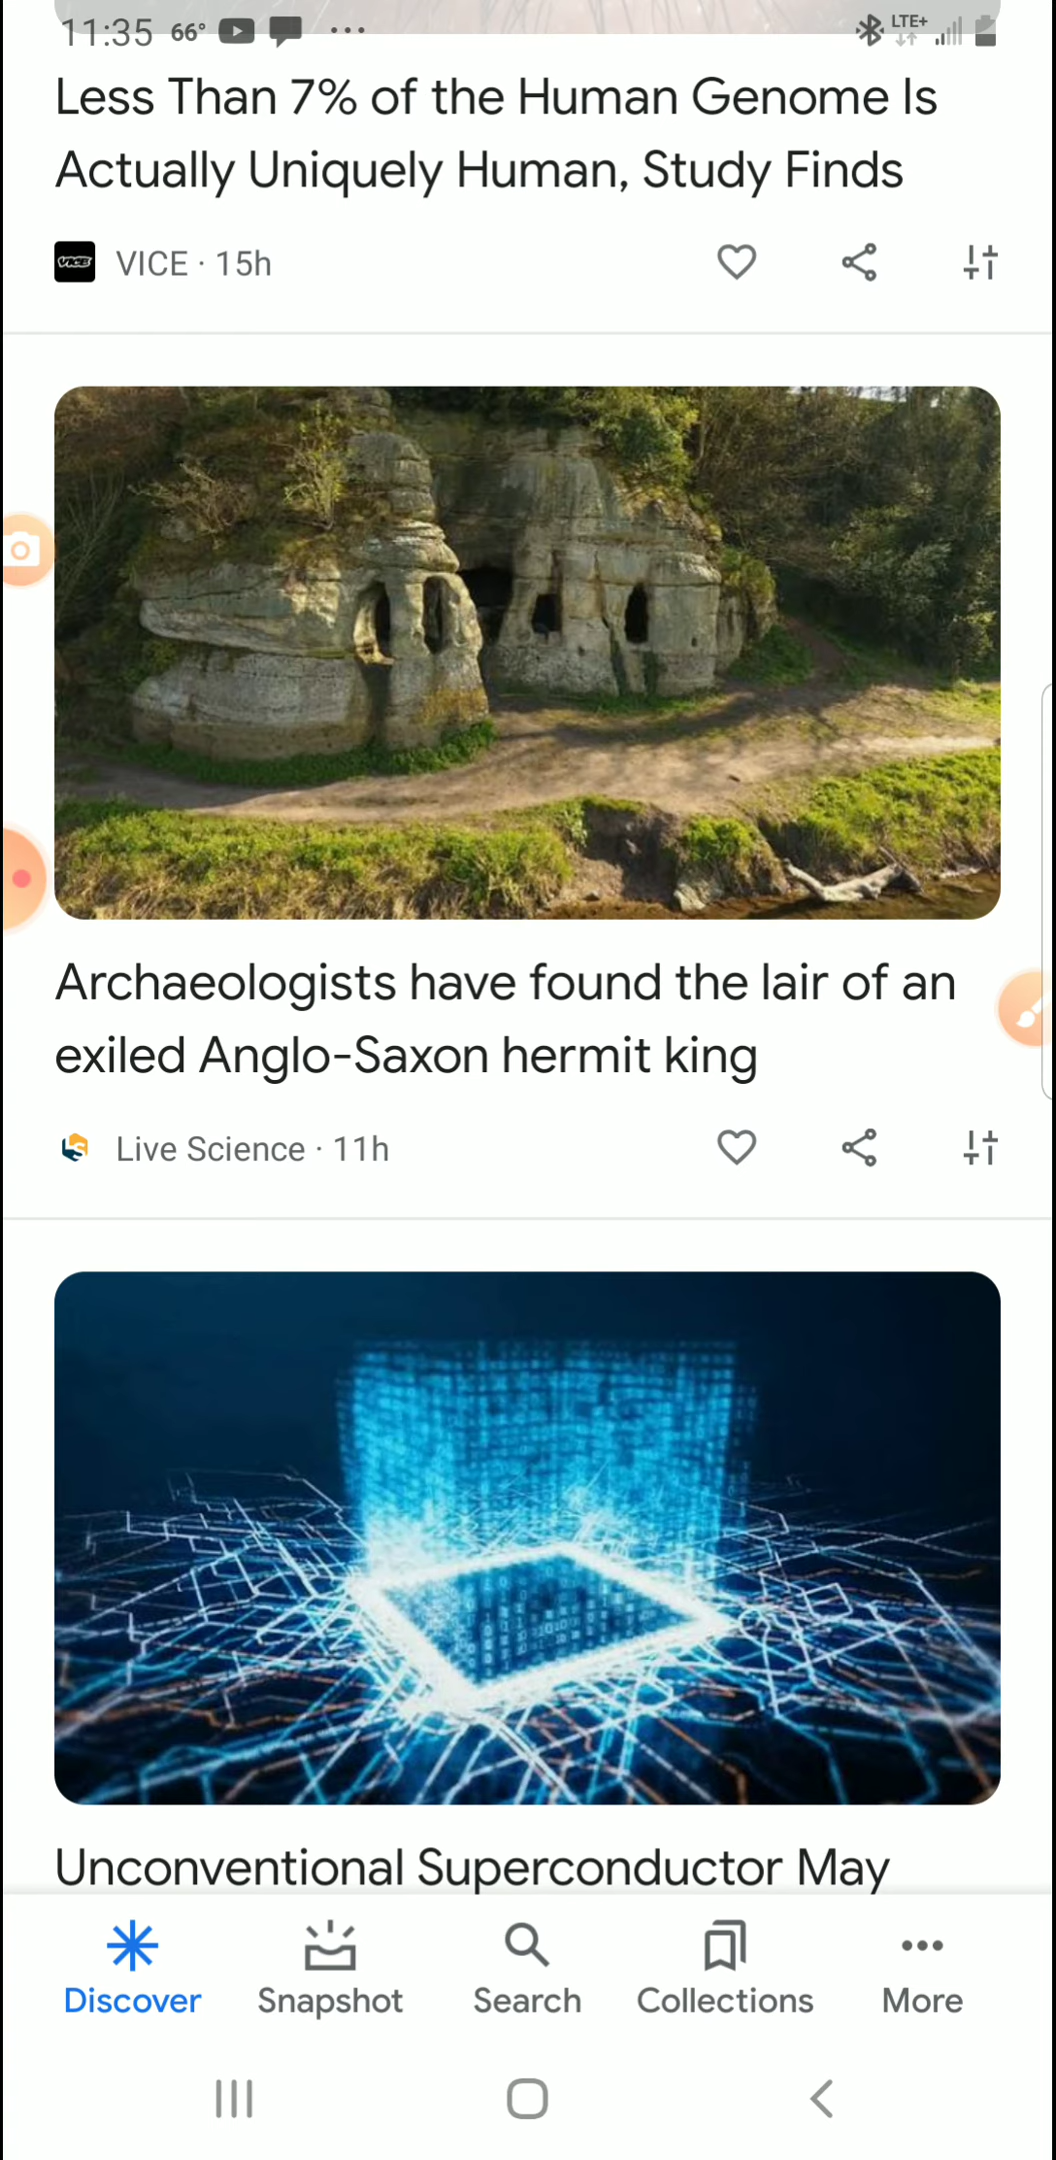 11:35 66° LTE+
Less Than 7% of the Human Genome Is
Actually Uniquely Human, Study Finds
VICE VICE · 15h
Archaeologists have found the lair of an
exiled Anglo-Saxon hermit king
LS Live Science · 11h
Unconventional Superconductor May
Discover Snapshot Search Collections More